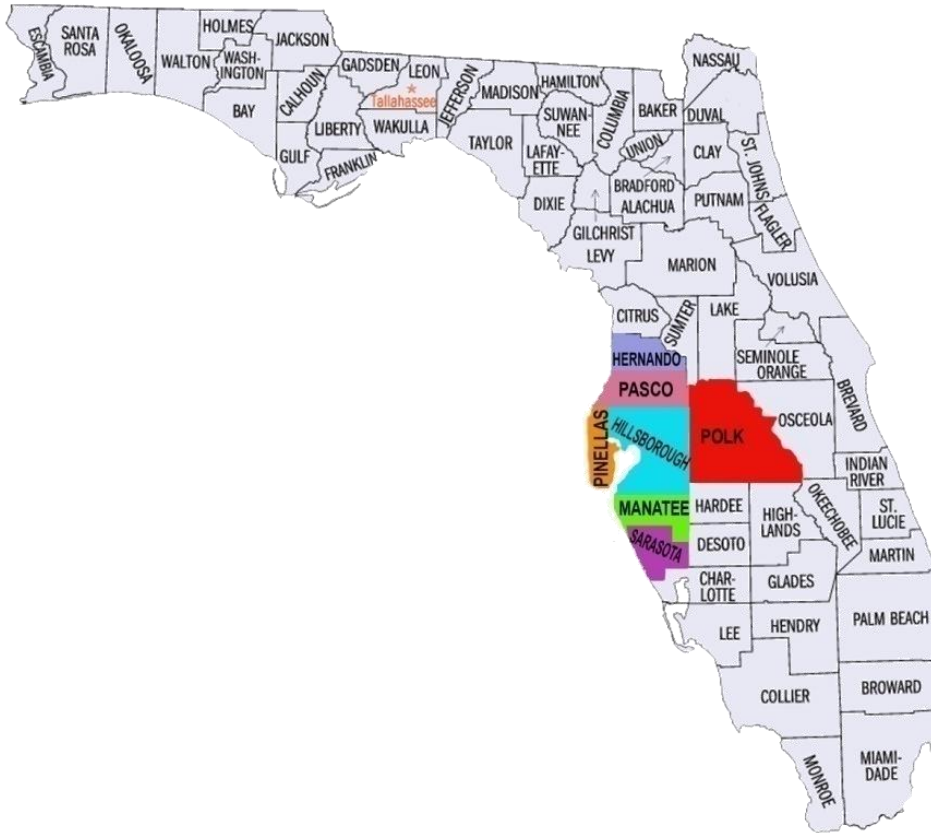 ESCAMBIA
SANTA
ROSA
OKALOOSA
WALTON
HOLMES
WASH-
INGTON
JACKSON
BAY
CALHOUN
GULF
LIBERTY
GADSDEN
LEON
Tallahassee
WAKULLA
FRANKLIN
JEFFERSON
MADISON
TAYLOR
HAMILTON
SUWAN-
NEE
LAFAY-
ETTE
DIXIE
COLUMBIA
BAKER
NASSAU
DUVAL
UNION
CLAY
ST. JOHNS
BRADFORD
ALACHUA
PUTNAM
FLAGLER
GILCHRIST
LEVY
MARION
VOLUSIA
CITRUS
SUMTER
LAKE
SEMINOLE
ORANGE
HERNANDO
PASCO
BREVARD
PINELLAS
HILLSBOROUGH
POLK
OSCEOLA
INDIAN
RIVER
MANATEE
HARDEE
HIGH-
LANDS
OKEECHOBEE
ST.
LUCIE
SARASOTA
DESOTO
MARTIN
CHAR-
LOTTE
GLADES
LEE
HENDRY
PALM BEACH
COLLIER
BROWARD
MONROE
MIAMI-
DADE